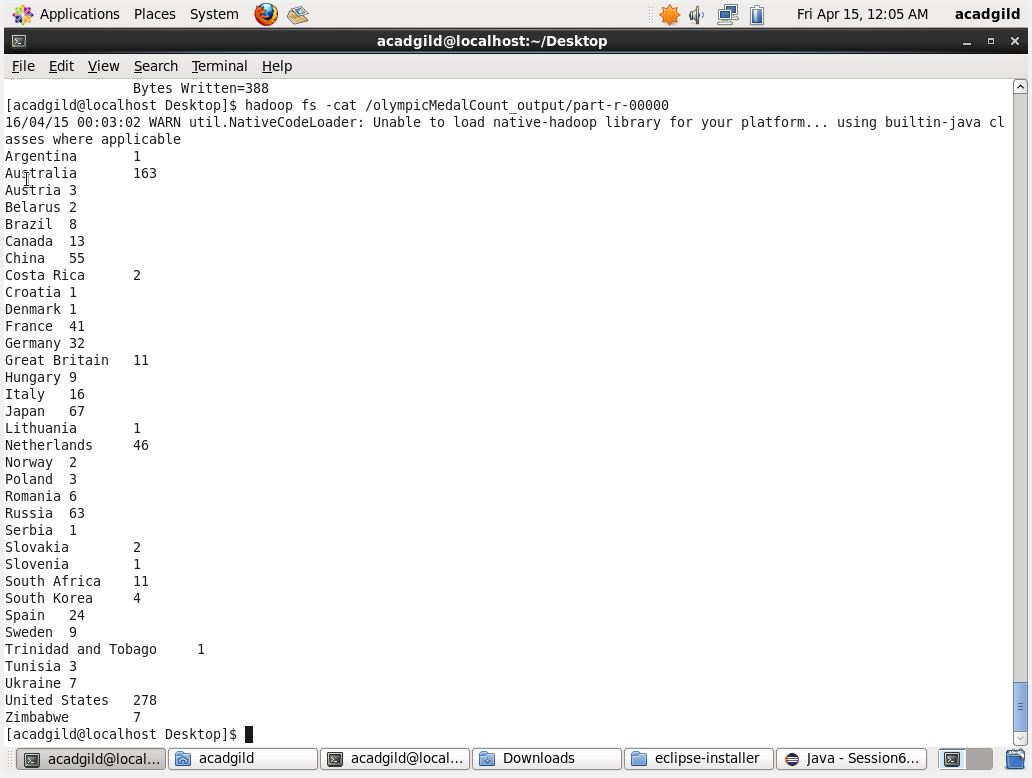 Applications Places System Fri Apr 15, 12:05 AM acadgild
acadgild@localhost:~/Desktop
File Edit View Search Terminal Help
Bytes Written=388
[acadgild@localhost Desktop]$ hadoop fs -cat /olympicMedalCount_output/part-r-00000
16/04/15 00:03:02 WARN util.NativeCodeLoader: Unable to load native-hadoop library for your platform... using builtin-java cl
asses where applicable
Argentina 1
Australia 163
Austria 3
Belarus 2
Brazil 8
Canada 13
China 55
Costa Rica 2
Croatia 1
Denmark 1
France 41
Germany 32
Great Britain 11
Hungary 9
Italy 16
Japan 67
Lithuania 1
Netherlands 46
Norway 2
Poland 3
Romania 6
Russia 63
Serbia 1
Slovakia 2
Slovenia 1
South Africa 11
South Korea 4
Spain 24
Sweden 9
Trinidad and Tobago 1
Tunisia 3
Ukraine 7
United States 278
Zimbabwe 7
[acadgild@localhost Desktop]$
acadgild@local... acadgild acadgild@local... Downloads eclipse-installer Java - Session6...